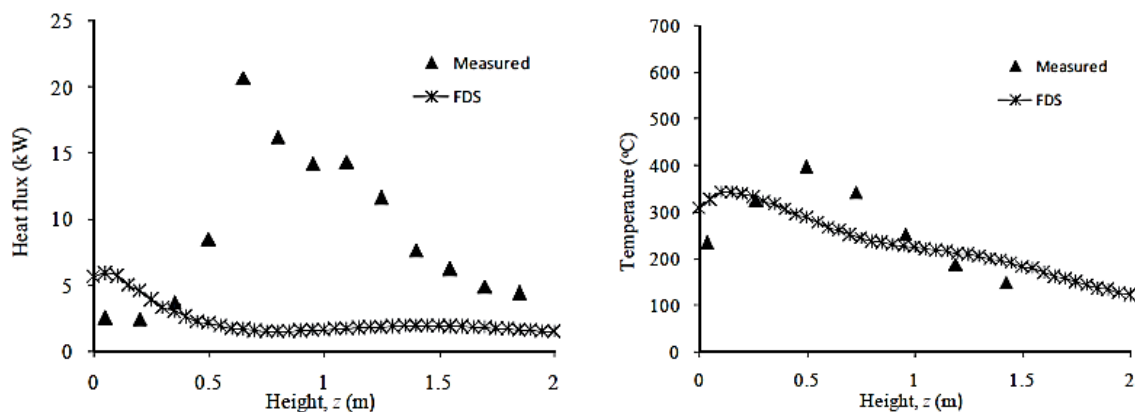 25
20
15
10
5
0
Heat flux (kW)
Measured
FDS
0 0.5 1 1.5 2
Height, z (m)
700
600
500
400
300
200
100
0
Temperature (°C)
Measured
FDS
0 0.5 1 1.5 2
Height, z (m)